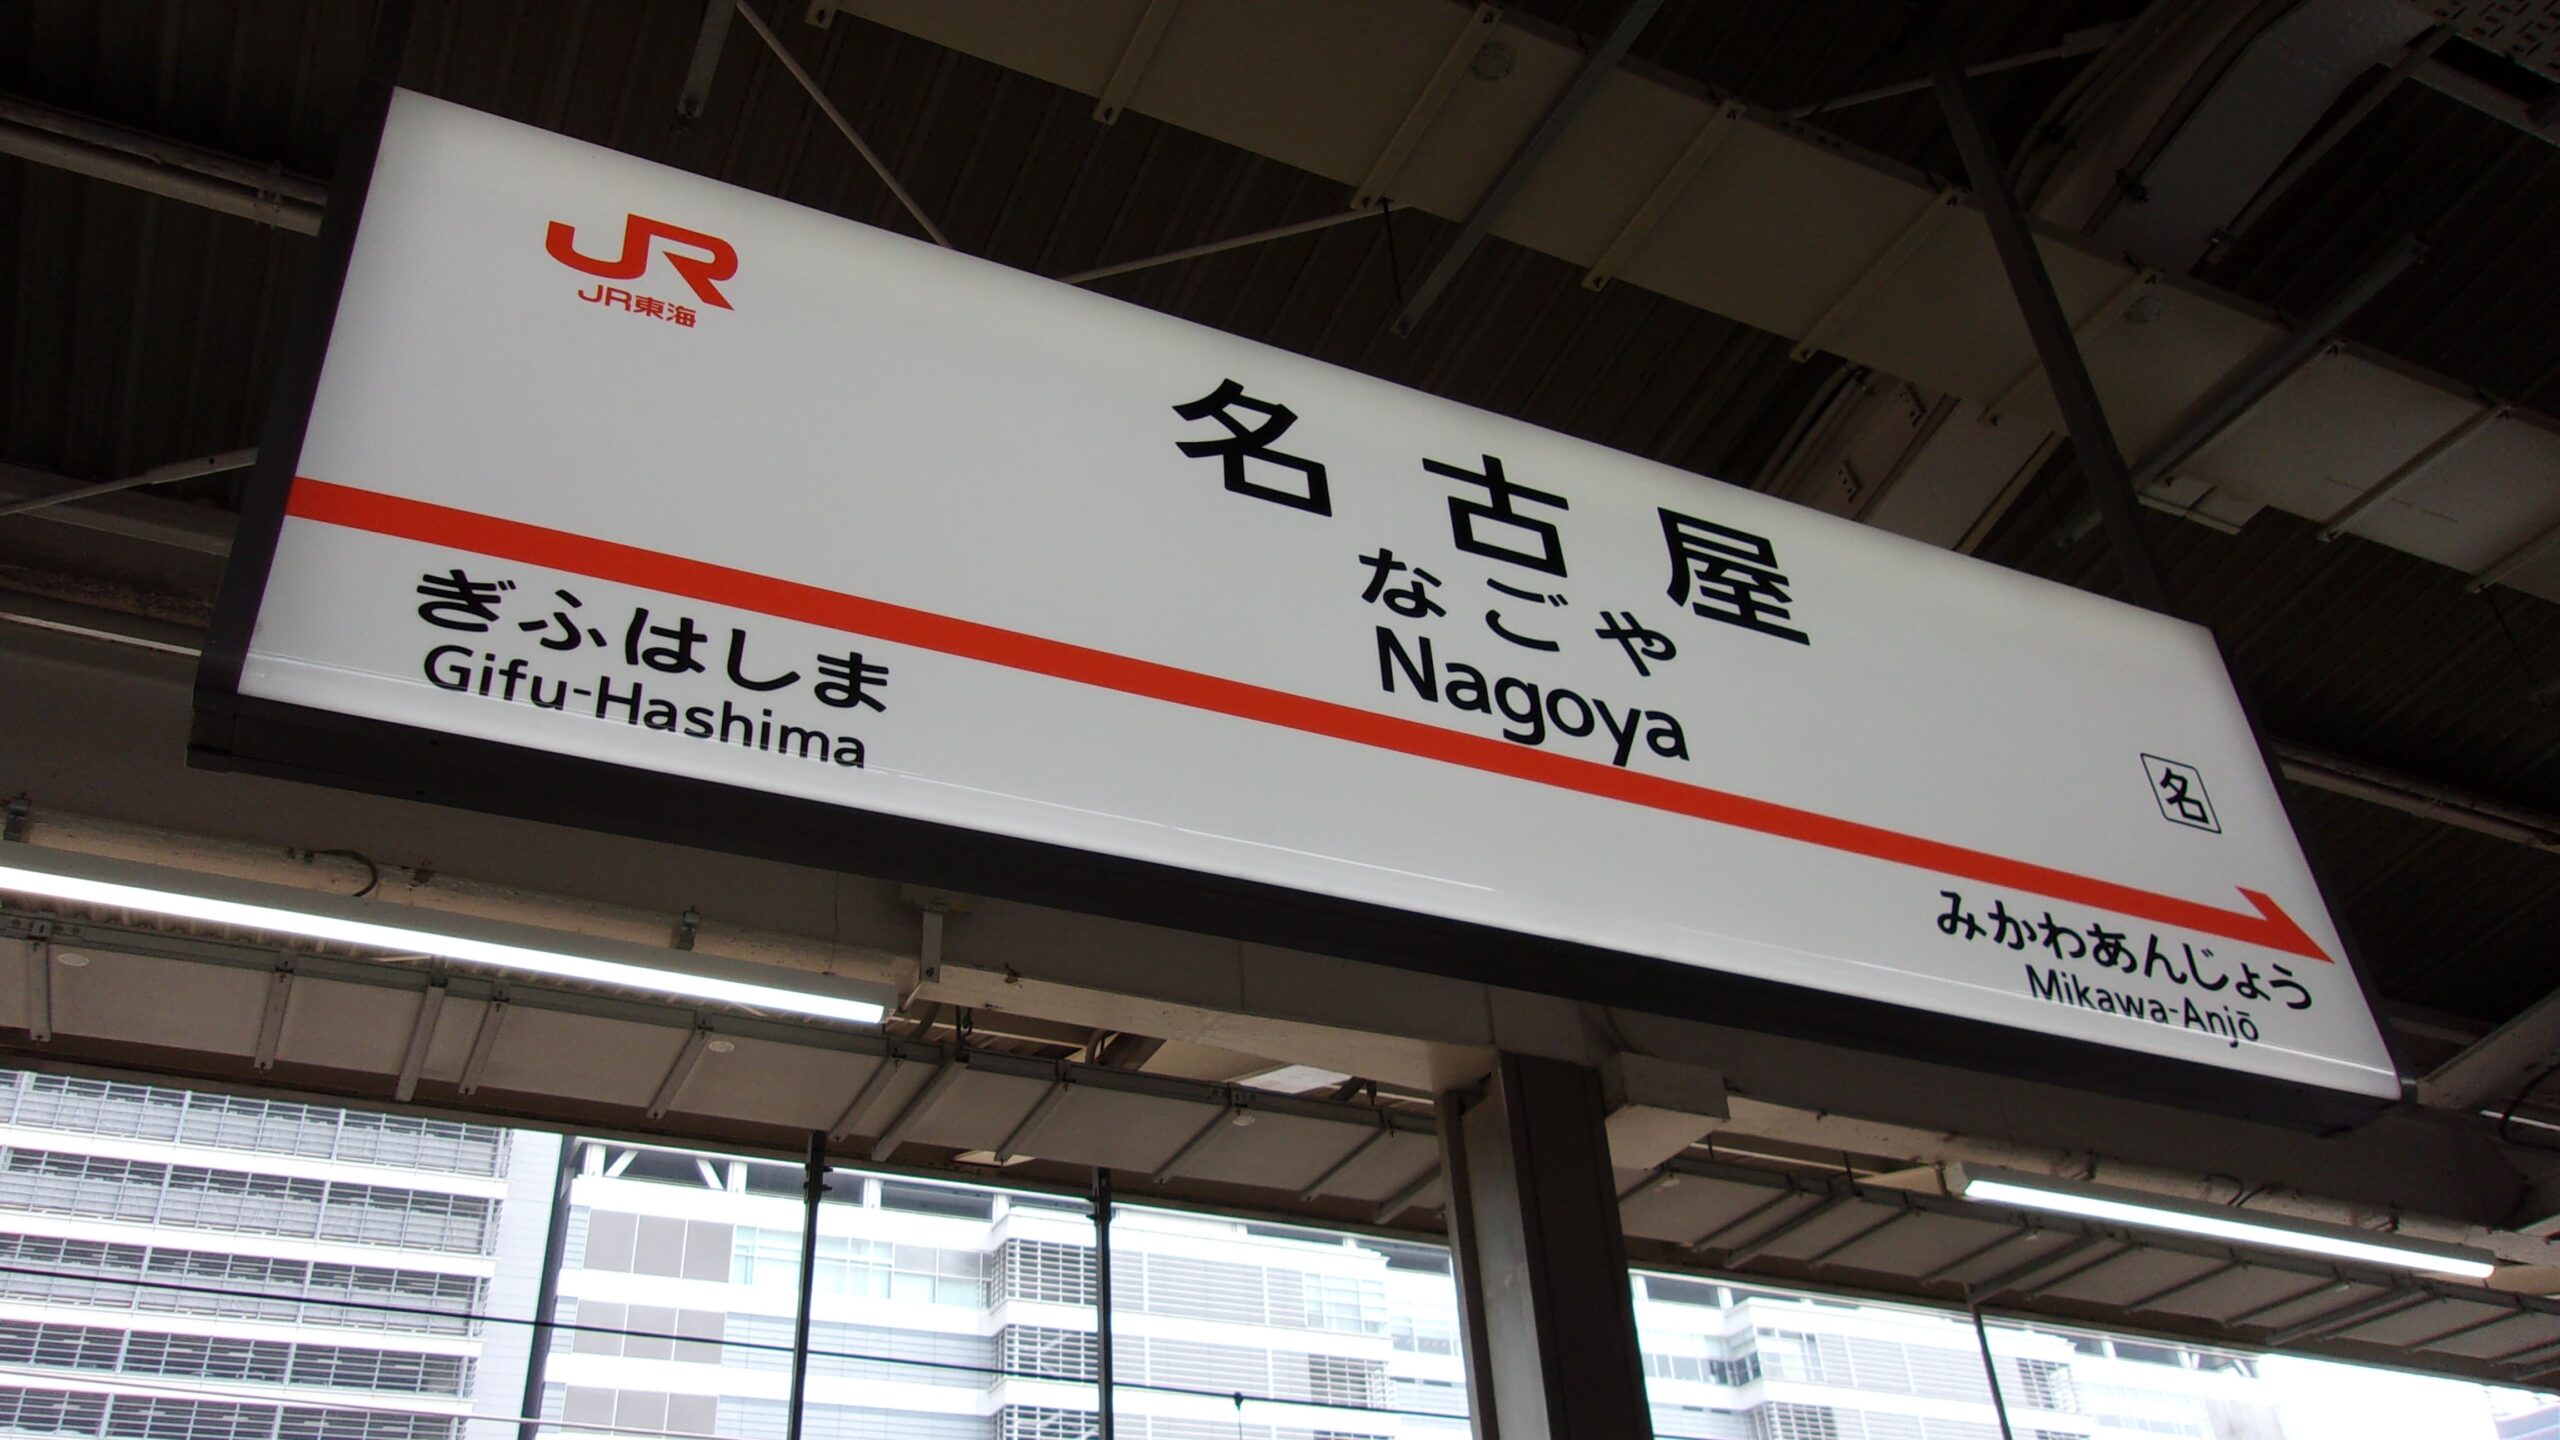 JR
JR東海
名古屋
なごや
Nagoya
名
ぎふはしま
Gifu-Hashima
みかわあんじょう
Mikawa-Anjō